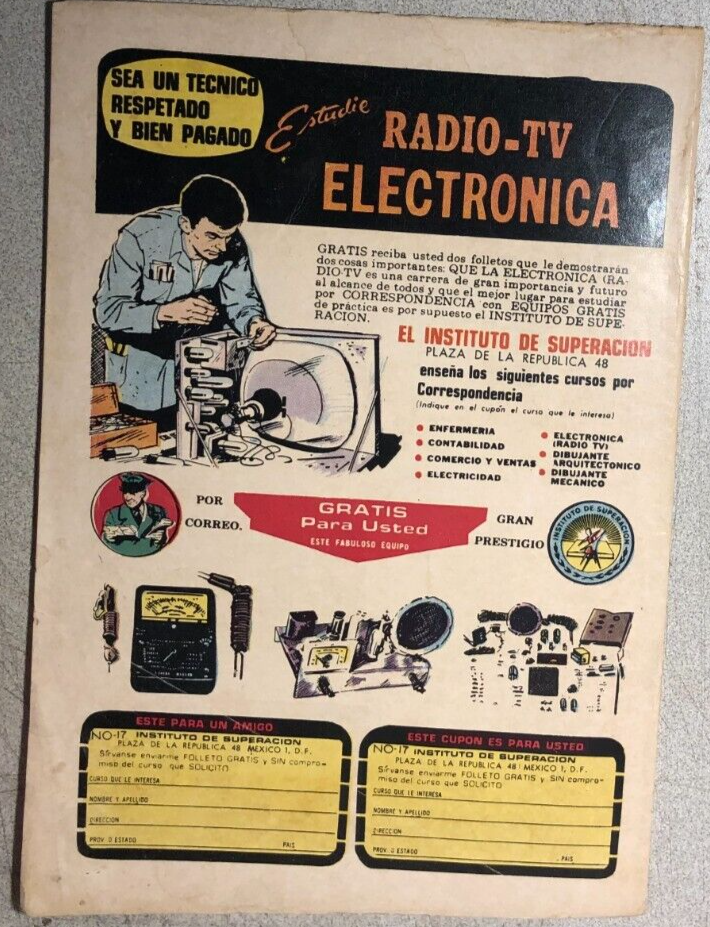 SEA UN TECNICO
RESPETADO
Y BIEN PAGADO
Estudie
RADIO-TV
ELECTRONICA
GRATIS reciba usted dos folletos que le demostrarán
dos cosas importantes: QUE LA ELECTRONICA (RA-
DIO-TV es una carrera de gran importancia y futuro
al alcance de todos y que el mejor lugar para estudiar
por CORRESPONDENCIA con EQUIPOS GRATIS
de práctica es por supuesto el INSTITUTO DE SUPE-
RACION.
EL INSTITUTO DE SUPERACION
PLAZA DE LA REPUBLICA 48
enseña los siguientes cursos por
Correspondencia
(Indique en el cupón el curso que le interesa)
ENFERMERIA
CONTABILIDAD
COMERCIO Y VENTAS
ELECTRICIDAD
ELECTRONICA
(RADIO TV)
DIBUJANTE
ARQUITECTONICO
DIBUJANTE
MECANICO
POR
CORREO.
GRATIS
Para Usted
ESTE FABULOSO EQUIPO
GRAN
PRESTIGIO
INSTITUTO DE SUPERACION
ESTE PARA UN AMIGO
NO-17 INSTITUTO DE SUPERACION
PLAZA DE LA REPUBLICA 48 MEXICO 1, D.F.
Sírvanse enviarme FOLLETO GRATIS y SIN compro-
miso del curso que SOLICITO
CURSO QUE LE INTERESA
NOMBRE Y APELLIDO
DIRECCION
PROV. O ESTADO PAIS
ESTE CUPON ES PARA USTED
NO-17 INSTITUTO DE SUPERACION
PLAZA DE LA REPUBLICA 48 MEXICO 1, D.F.
Sírvanse enviarme FOLLETO GRATIS y SIN compro-
miso del curso que SOLICITO
CURSO QUE LE INTERESA
NOMBRE Y APELLIDO
DIRECCION
PROV. O ESTADO PAIS